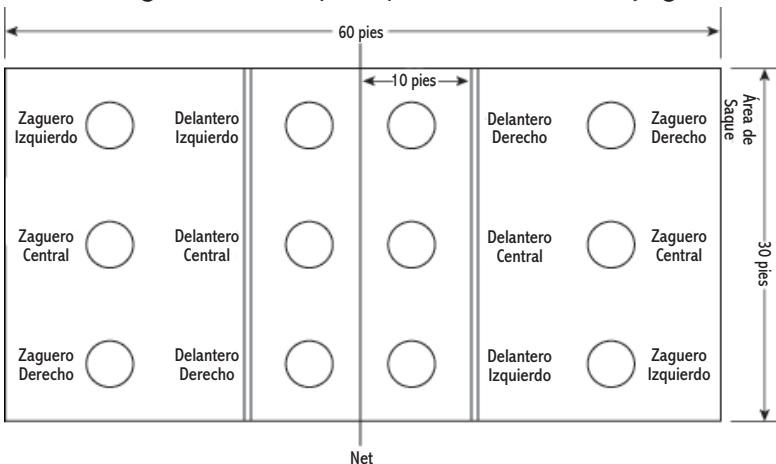 60 pies
10 pies
Zaguero
Izquierdo
Delantero
Izquierdo
Delantero
Derecho
Zaguero
Derecho
Área de
Saque
Zaguero
Central
Delantero
Central
Delantero
Central
Zaguero
Central
30 pies
Zaguero
Derecho
Delantero
Derecho
Delantero
Izquierdo
Zaguero
Izquierdo
Net